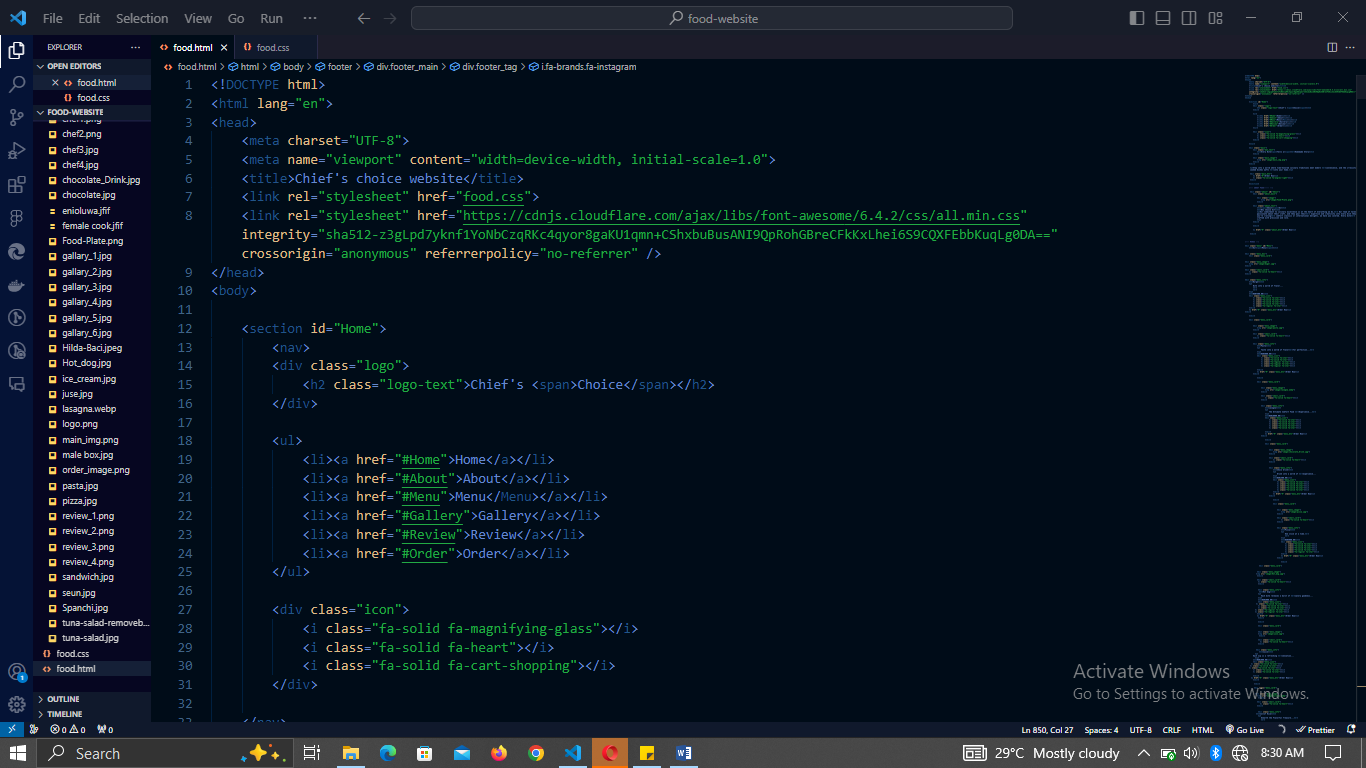 File Edit Selection View Go Run ··· food-website
EXPLORER ···
OPEN EDITORS
food.html
food.css
FOOD-WEBSITE
chef2.png
chef3.jpg
chef4.jpg
chocolate_Drink.jpg
chocolate.jpg
enioluwa.jfif
female cook.jfif
Food-Plate.png
gallary_1.jpg
gallary_2.jpg
gallary_3.jpg
gallary_4.jpg
gallary_5.jpg
gallary_6.jpg
Hilda-Baci.jpeg
Hot_dog.jpg
ice_cream.jpg
juse.jpg
lasagna.webp
logo.png
main_img.png
male box.jpg
order_image.png
pasta.jpg
pizza.jpg
review_1.png
review_2.png
review_3.png
review_4.png
sandwich.jpg
seun.jpg
Spanchi.jpg
tuna-salad-removeb...
tuna-salad.jpg
food.css
food.html
OUTLINE
TIMELINE
food.html food.css
food.html > html > body > footer > div.footer_main > div.footer_tag > i.fa-brands.fa-instagram
1 <!DOCTYPE html>
2 <html lang="en">
3 <head>
4 <meta charset="UTF-8">
5 <meta name="viewport" content="width=device-width, initial-scale=1.0">
6 <title>Chief's choice website</title>
7 <link rel="stylesheet" href="food.css">
8 <link rel="stylesheet" href="https://cdnjs.cloudflare.com/ajax/libs/font-awesome/6.4.2/css/all.min.css"
integrity="sha512-z3gLpd7yknf1YoNbCzqRKc4qyor8gaKU1qmn+CShxbuBusANI9QpRohGBreCFkKxLhei6S9CQXFEbbKuqLg0DA=="
crossorigin="anonymous" referrerpolicy="no-referrer" />
9 </head>
10 <body>
11
12 <section id="Home">
13 <nav>
14 <div class="logo">
15 <h2 class="logo-text">Chief's <span>Choice</span></h2>
16 </div>
17
18 <ul>
19 <li><a href="#Home">Home</a></li>
20 <li><a href="#About">About</a></li>
21 <li><a href="#Menu">Menu</Menu></a></li>
22 <li><a href="#Gallery">Gallery</a></li>
23 <li><a href="#Review">Review</a></li>
24 <li><a href="#Order">Order</a></li>
25 </ul>
26
27 <div class="icon">
28 <i class="fa-solid fa-magnifying-glass"></i>
29 <i class="fa-solid fa-heart"></i>
30 <i class="fa-solid fa-cart-shopping"></i>
31 </div>
32
33 </nav>
Activate Windows
Go to Settings to activate Windows.
0 0 0 Ln 850, Col 27 Spaces: 4 UTF-8 CRLF HTML Go Live Prettier
Search 29°C Mostly cloudy 8:30 AM